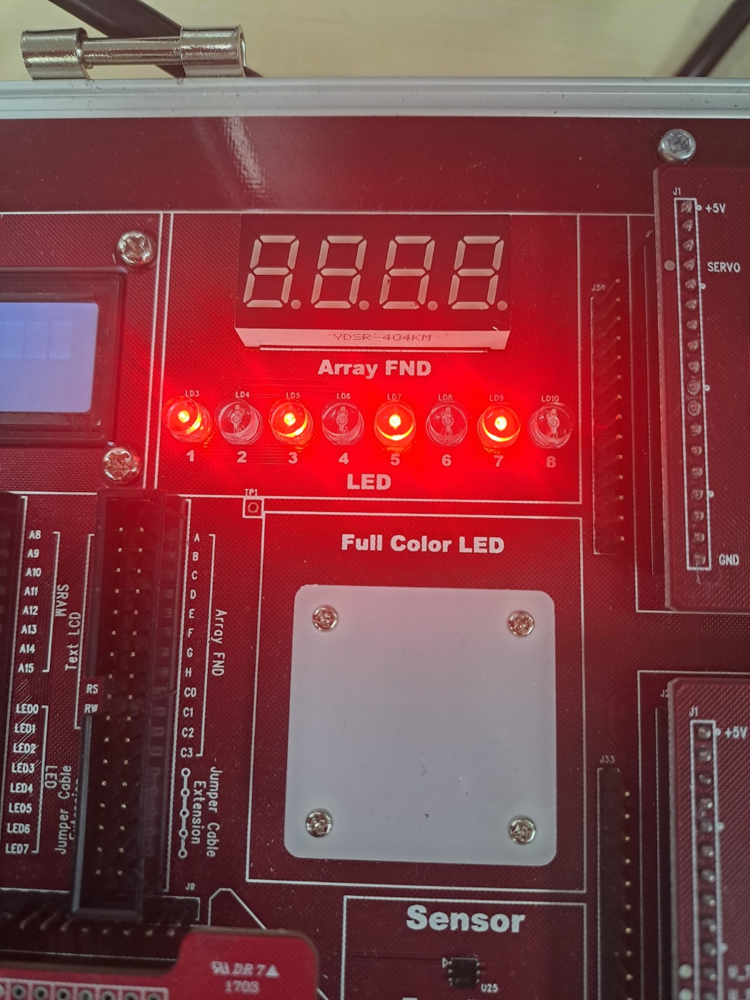 J1
+5V
SERVO
J30
YDSR-404KM
Array FND
LD3 LD4 LD5 LD6 LD7 LD8 LD9 LD10
1 2 3 4 5 6 7 8
LED
TP1
Full Color LED
GND
A8
A9
A10
A11
A12
A13
A14
A15
SRAM
Text LCD
RS
RW
A
B
C
D
E
F
G
H
C0
C1
C2
C3
Array FND
LED0
LED1
LED2
LED3
LED4
LED5
LED6
LED7
LED
Jumper Cable
Jumper Cable
Extension
J1
+5V
J33
J8
Sensor
DR 7
1703
U25